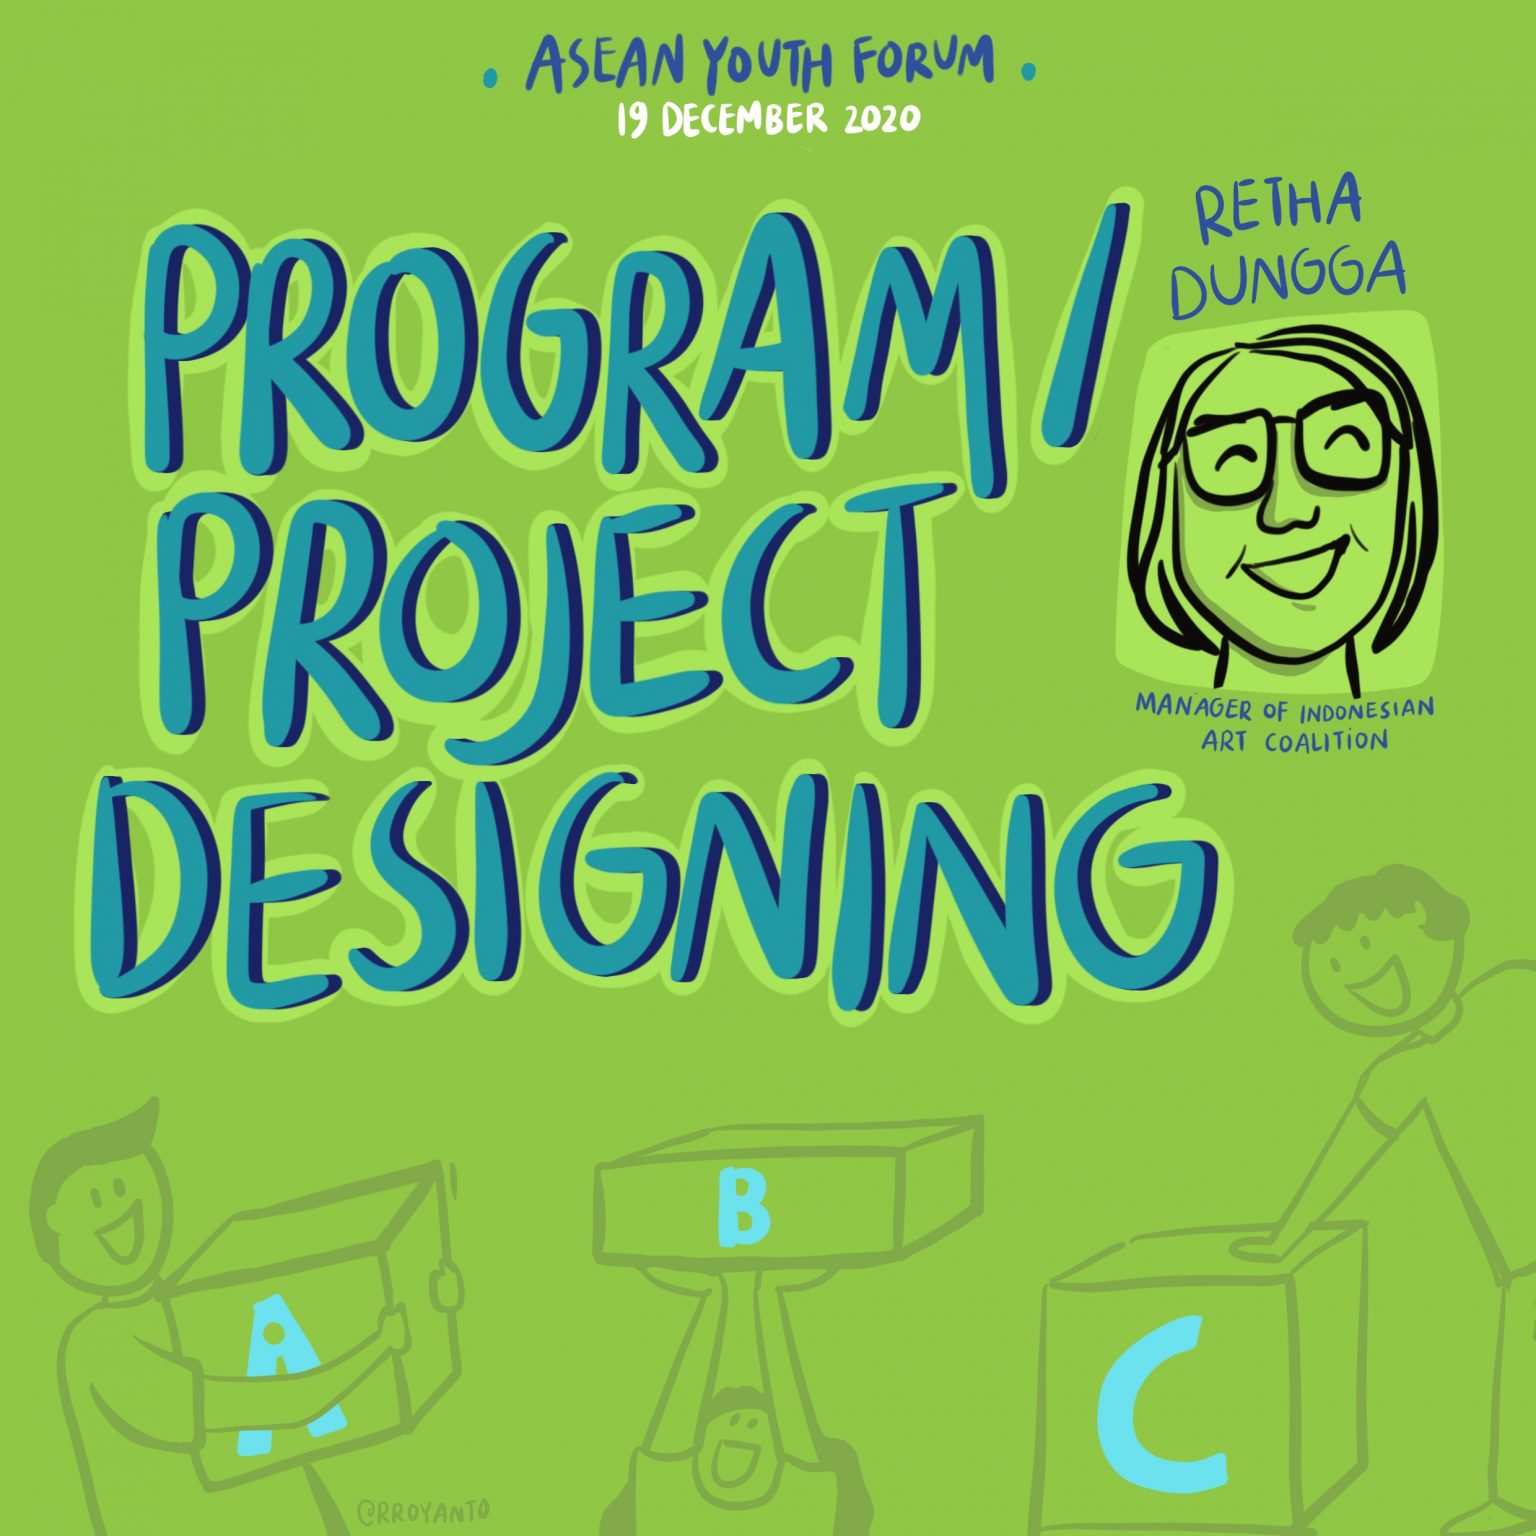 ASEAN YOUTH FORUM
19 DECEMBER 2020
PROGRAM /
PROJECT
DESIGNING
RETHA
DUNGGA
MANAGER OF INDONESIAN
ART COALITION
A
B
C
@RROYANTO